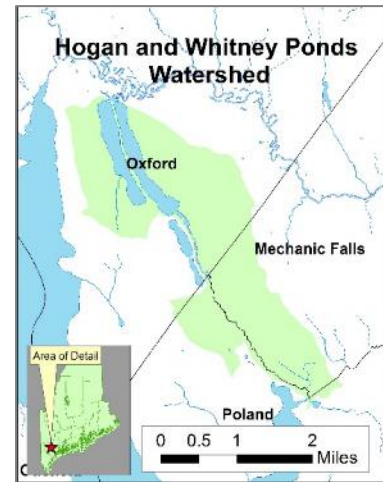 Hogan and Whitney Ponds
Watershed
Oxford
Mechanic Falls
Area of Detail
Poland
0 0.5 1 2
Miles